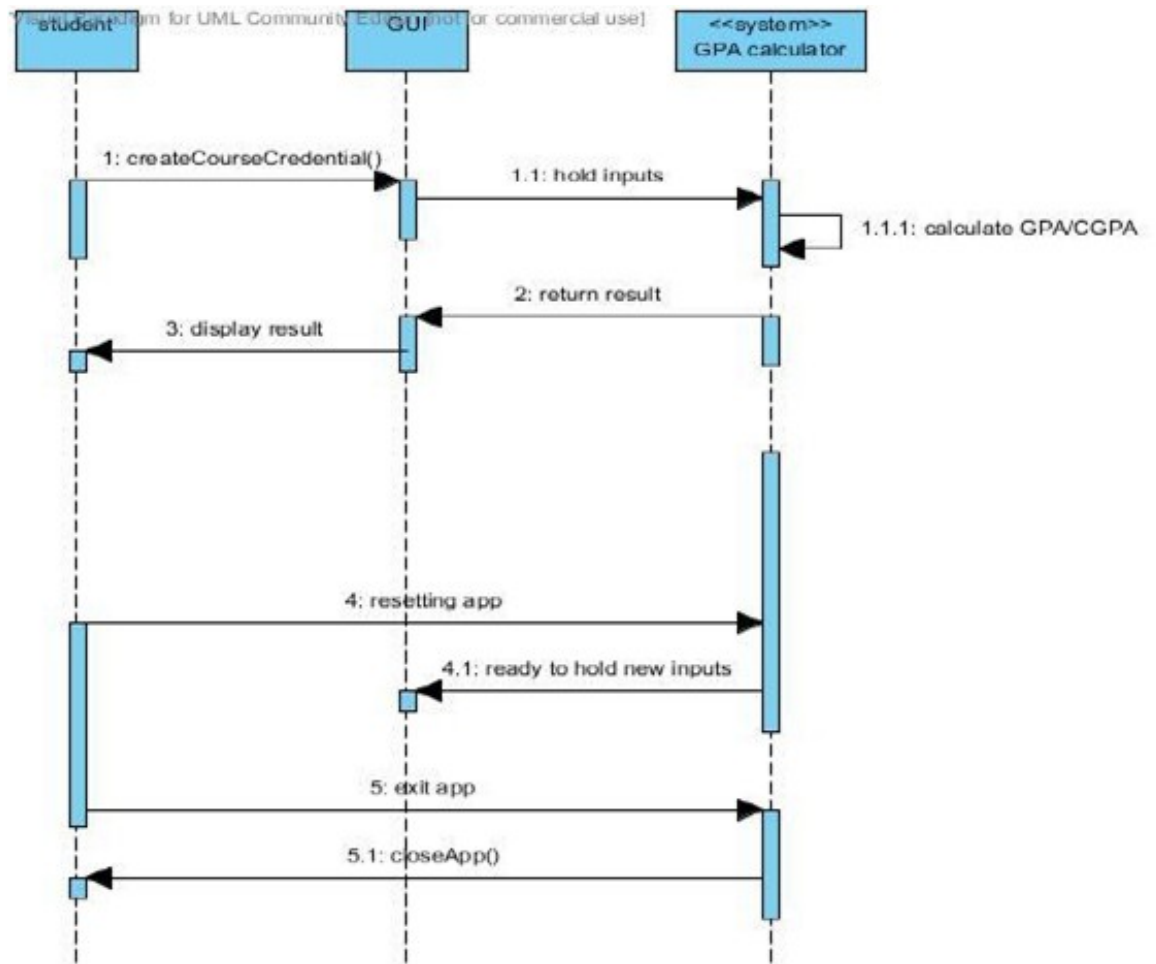 for UML Community [not for commercial use]
student
GUI
<<system>>
GPA calculator
1: createCourseCredential()
1.1: hold inputs
1.1.1: calculate GPA/CGPA
2: return result
3: display result
4: resetting app
4.1: ready to hold new inputs
5: exit app
5.1: closeApp()